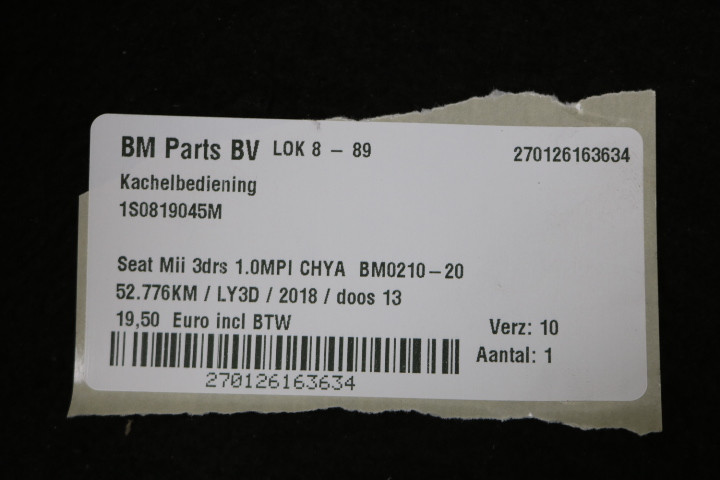 BM Parts BV LOK 8 - 89 270126163634
Kachelbediening
1S0819045M
Seat Mii 3drs 1.0MPI CHYA BM0210-20
52.776KM / LY3D / 2018 / doos 13
19,50 Euro incl BTW Verz: 10
Aantal: 1
270126163634